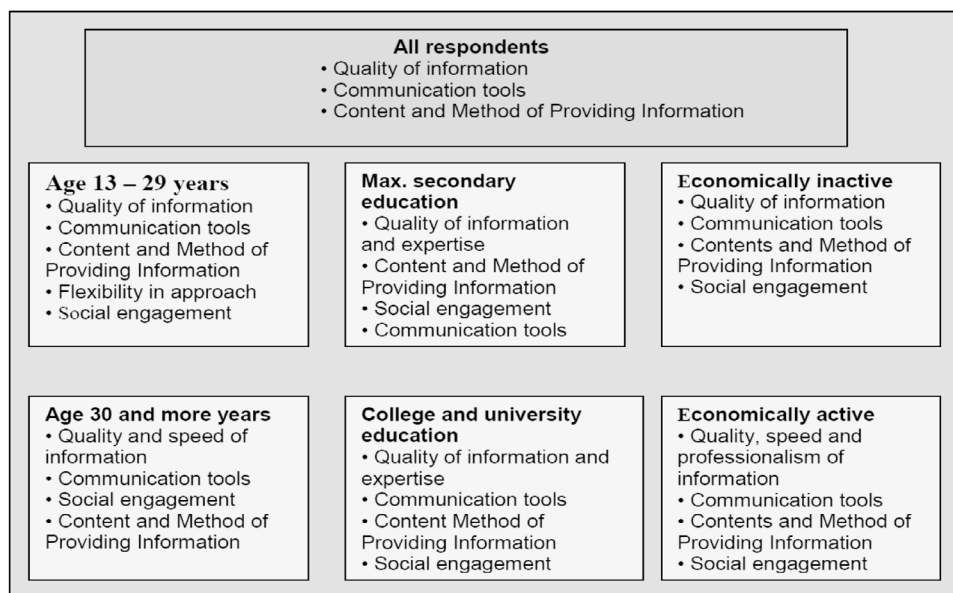 All respondents
• Quality of information
• Communication tools
• Content and Method of Providing Information
Age 13 – 29 years
• Quality of information
• Communication tools
• Content and Method of
Providing Information
• Flexibility in approach
• Social engagement
Max. secondary
education
• Quality of information
and expertise
• Content and Method of
Providing Information
• Social engagement
• Communication tools
Economically inactive
• Quality of information
• Communication tools
• Contents and Method of
Providing Information
• Social engagement
Age 30 and more years
• Quality and speed of
information
• Communication tools
• Social engagement
• Content and Method of
Providing Information
College and university
education
• Quality of information and
expertise
• Communication tools
• Content Method of
Providing Information
• Social engagement
Economically active
• Quality, speed and
professionalism of
information
• Communication tools
• Contents and Method of
Providing Information
• Social engagement